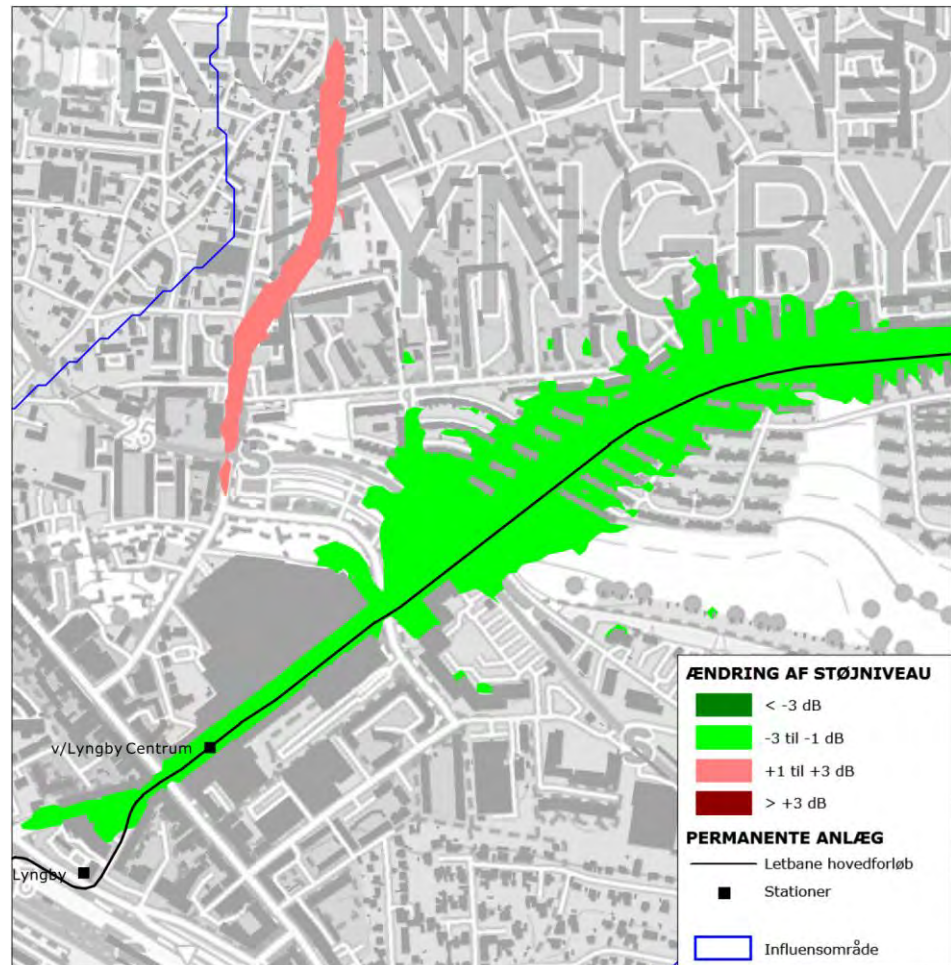 KONGENS
LYNGBY
v/Lyngby Centrum
Lyngby
ÆNDRING AF STØJNIVEAU
< -3 dB
-3 til -1 dB
+1 til +3 dB
> +3 dB
PERMANENTE ANLÆG
Letbane hovedforløb
Stationer
Influensområde